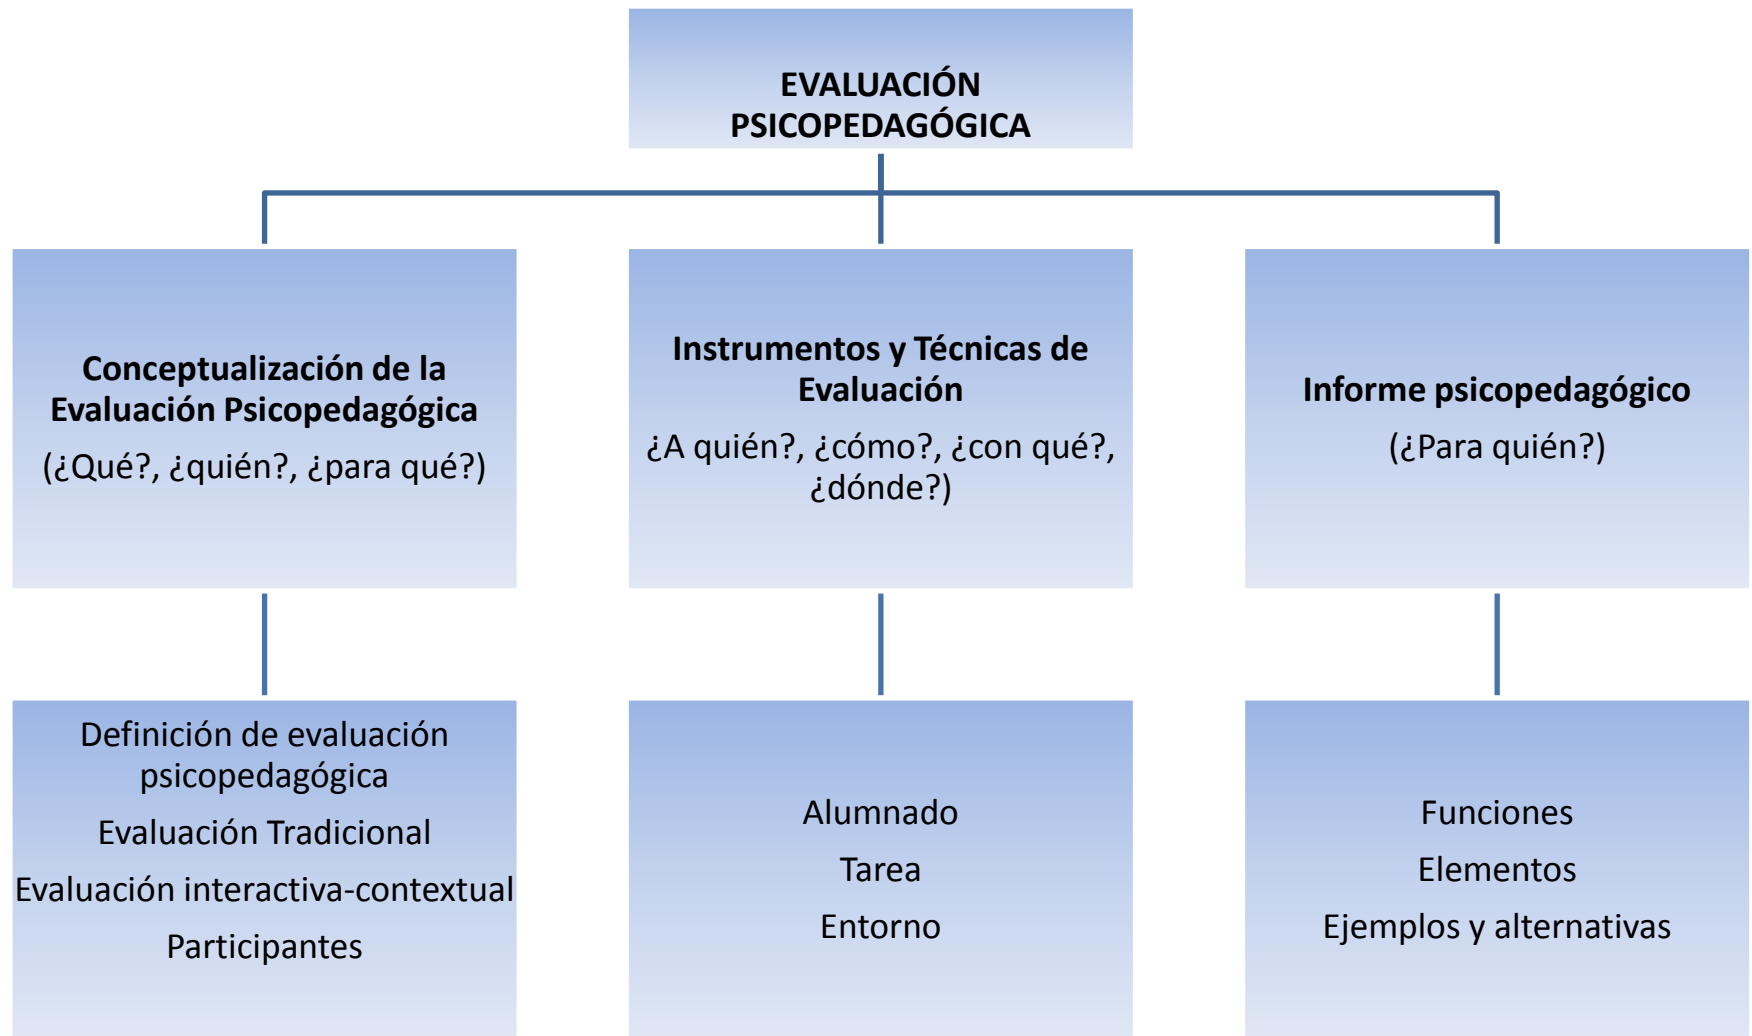 EVALUACIÓN
PSICOPEDAGÓGICA
Conceptualización de la
Evaluación Psicopedagógica
(¿Qué?, ¿quién?, ¿para qué?)
Instrumentos y Técnicas de
Evaluación
¿A quién?, ¿cómo?, ¿con qué?,
¿dónde?)
Informe psicopedagógico
(¿Para quién?)
Definición de evaluación
psicopedagógica
Evaluación Tradicional
Evaluación interactiva-contextual
Participantes
Alumnado
Tarea
Entorno
Funciones
Elementos
Ejemplos y alternativas